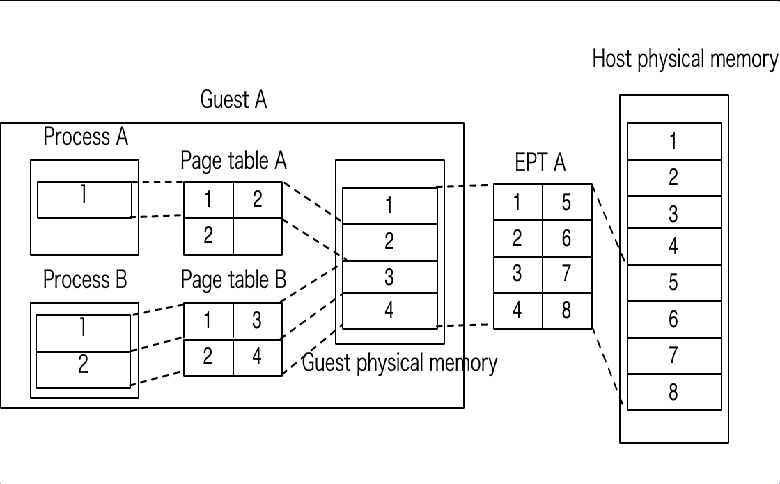 Host physical memory
Guest A
Process A
1
Page table A
1 2
2
Process B
1
2
Page table B
1 3
2 4
1
2
3
4
Guest physical memory
EPT A
1 5
2 6
3 7
4 8
1
2
3
4
5
6
7
8